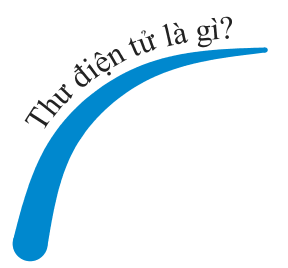 Thư điện tử là gì?